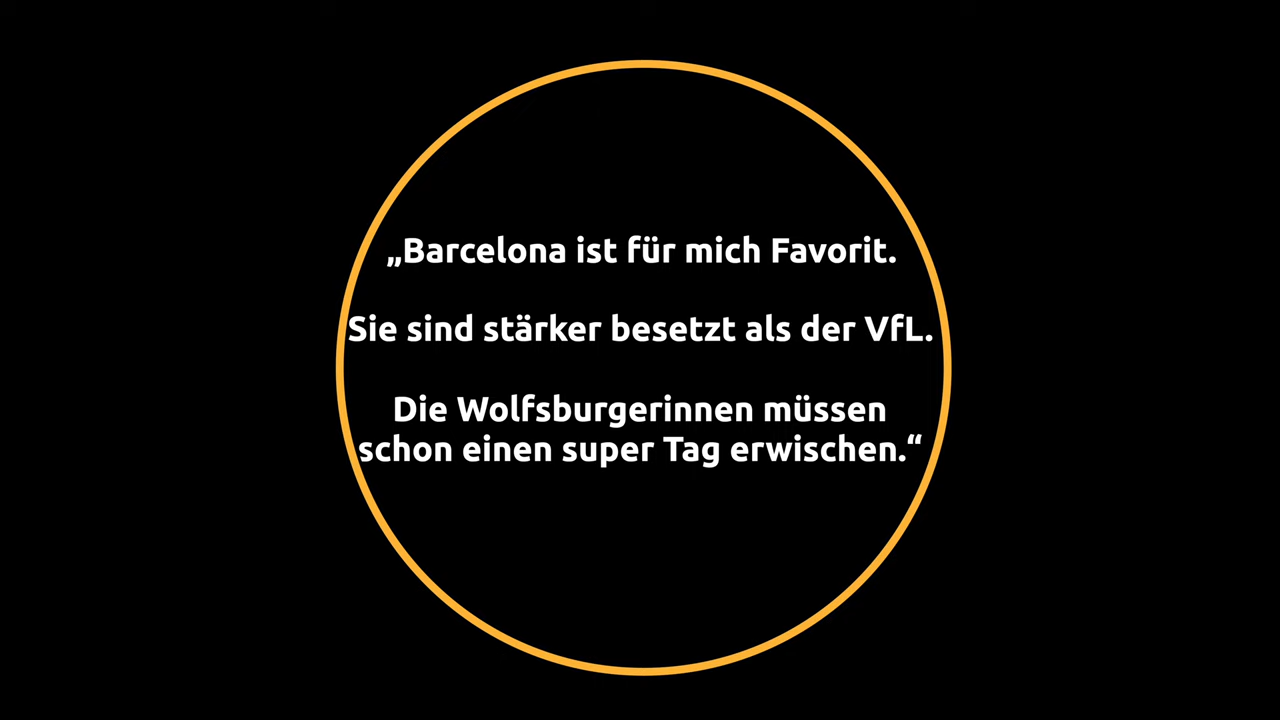 „Barcelona ist für mich Favorit.
Sie sind stärker besetzt als der VfL.
Die Wolfsburgerinnen müssen
schon einen super Tag erwischen.“